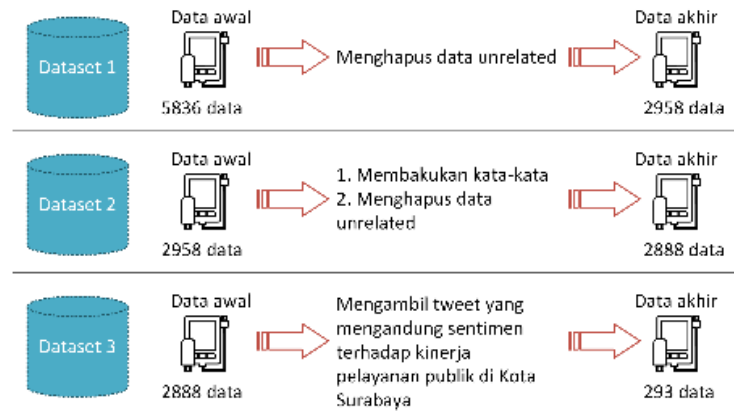 Data awal
Data akhir
Dataset 1
Menghapus data unrelated
5836 data
2958 data
Data awal
Data akhir
Dataset 2
1. Membakukan kata-kata
2. Menghapus data
unrelated
2958 data
2888 data
Data awal
Data akhir
Dataset 3
Mengambil tweet yang
mengandung sentimen
terhadap kinerja
pelayanan publik di Kota
Surabaya
2888 data
293 data